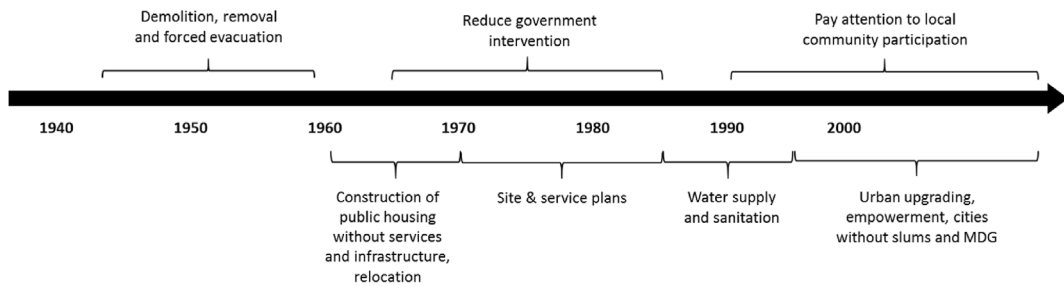 Demolition, removal
and forced evacuation
Reduce government
intervention
Pay attention to local
community participation
1940 1950 1960 1970 1980 1990 2000
Construction of
public housing
without services
and infrastructure,
relocation
Site & service plans
Water supply
and sanitation
Urban upgrading,
empowerment, cities
without slums and MDG